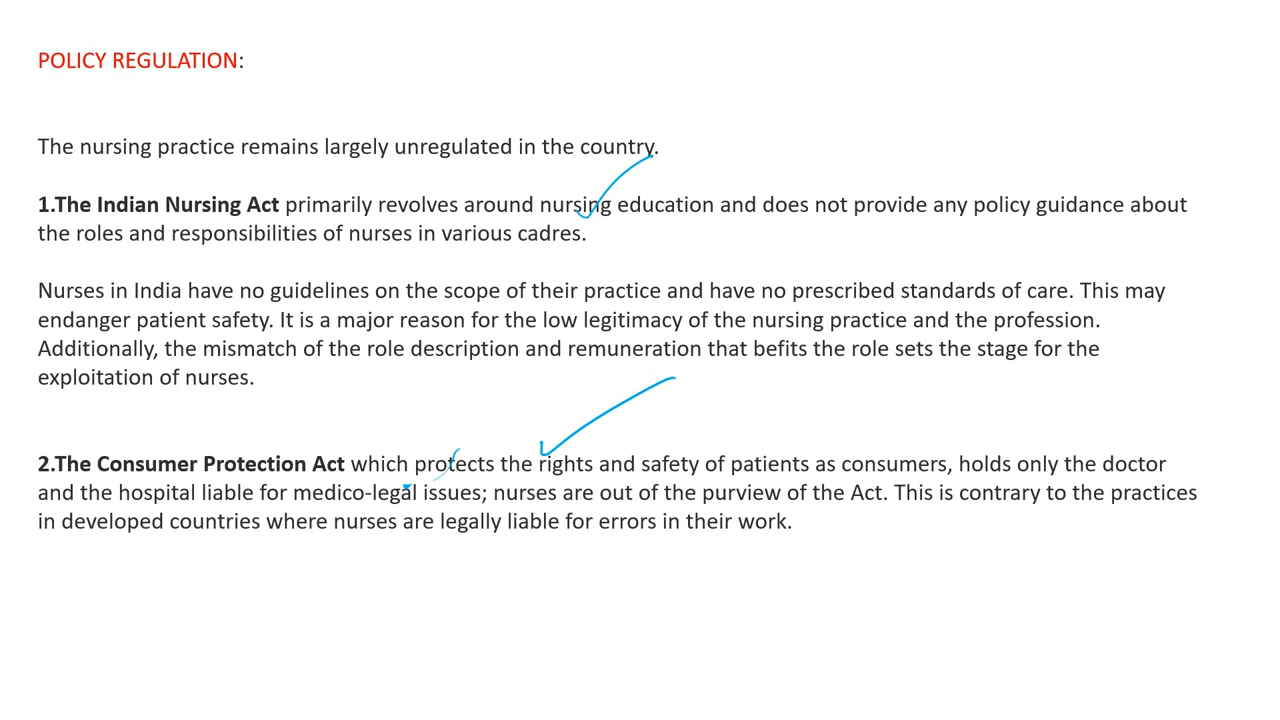 POLICY REGULATION:
The nursing practice remains largely unregulated in the country.
1.The Indian Nursing Act primarily revolves around nursing education and does not provide any policy guidance about
the roles and responsibilities of nurses in various cadres.
Nurses in India have no guidelines on the scope of their practice and have no prescribed standards of care. This may
endanger patient safety. It is a major reason for the low legitimacy of the nursing practice and the profession.
Additionally, the mismatch of the role description and remuneration that befits the role sets the stage for the
exploitation of nurses.
2.The Consumer Protection Act which protects the rights and safety of patients as consumers, holds only the doctor
and the hospital liable for medico-legal issues; nurses are out of the purview of the Act. This is contrary to the practices
in developed countries where nurses are legally liable for errors in their work.